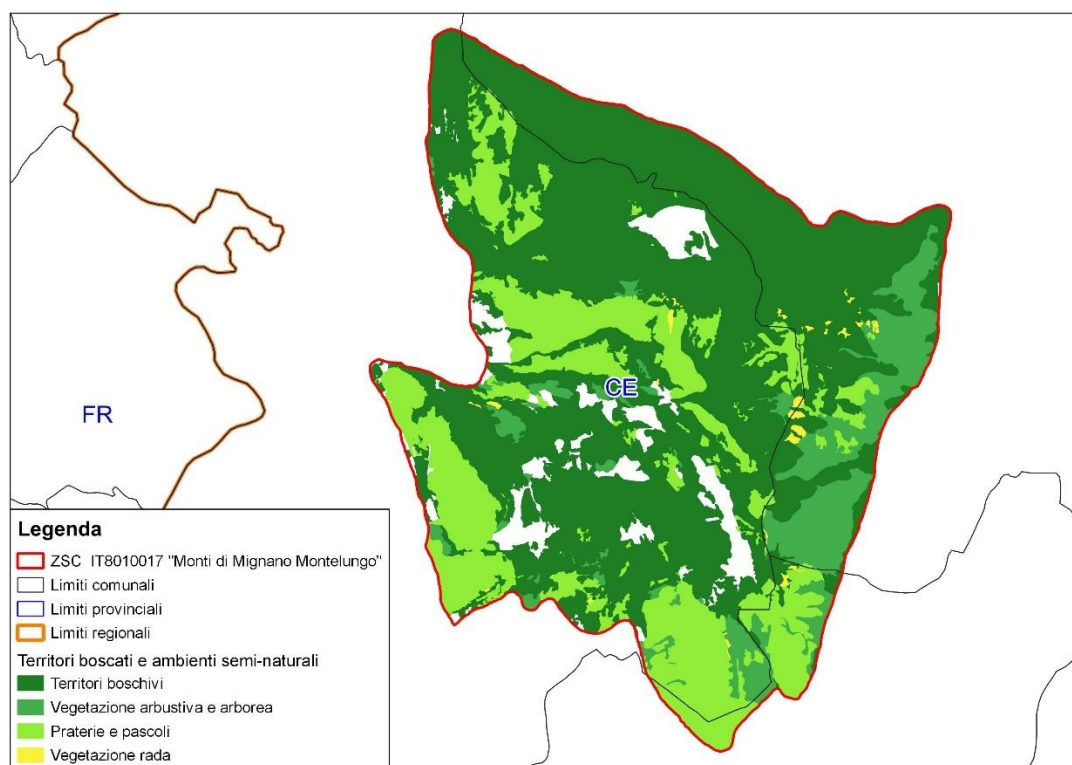 CE
FR
Legenda
ZSC IT8010017 "Monti di Mignano Montelungo"
Limiti comunali
Limiti provinciali
Limiti regionali
Territori boscati e ambienti semi-naturali
Territori boschivi
Vegetazione arbustiva e arborea
Praterie e pascoli
Vegetazione rada